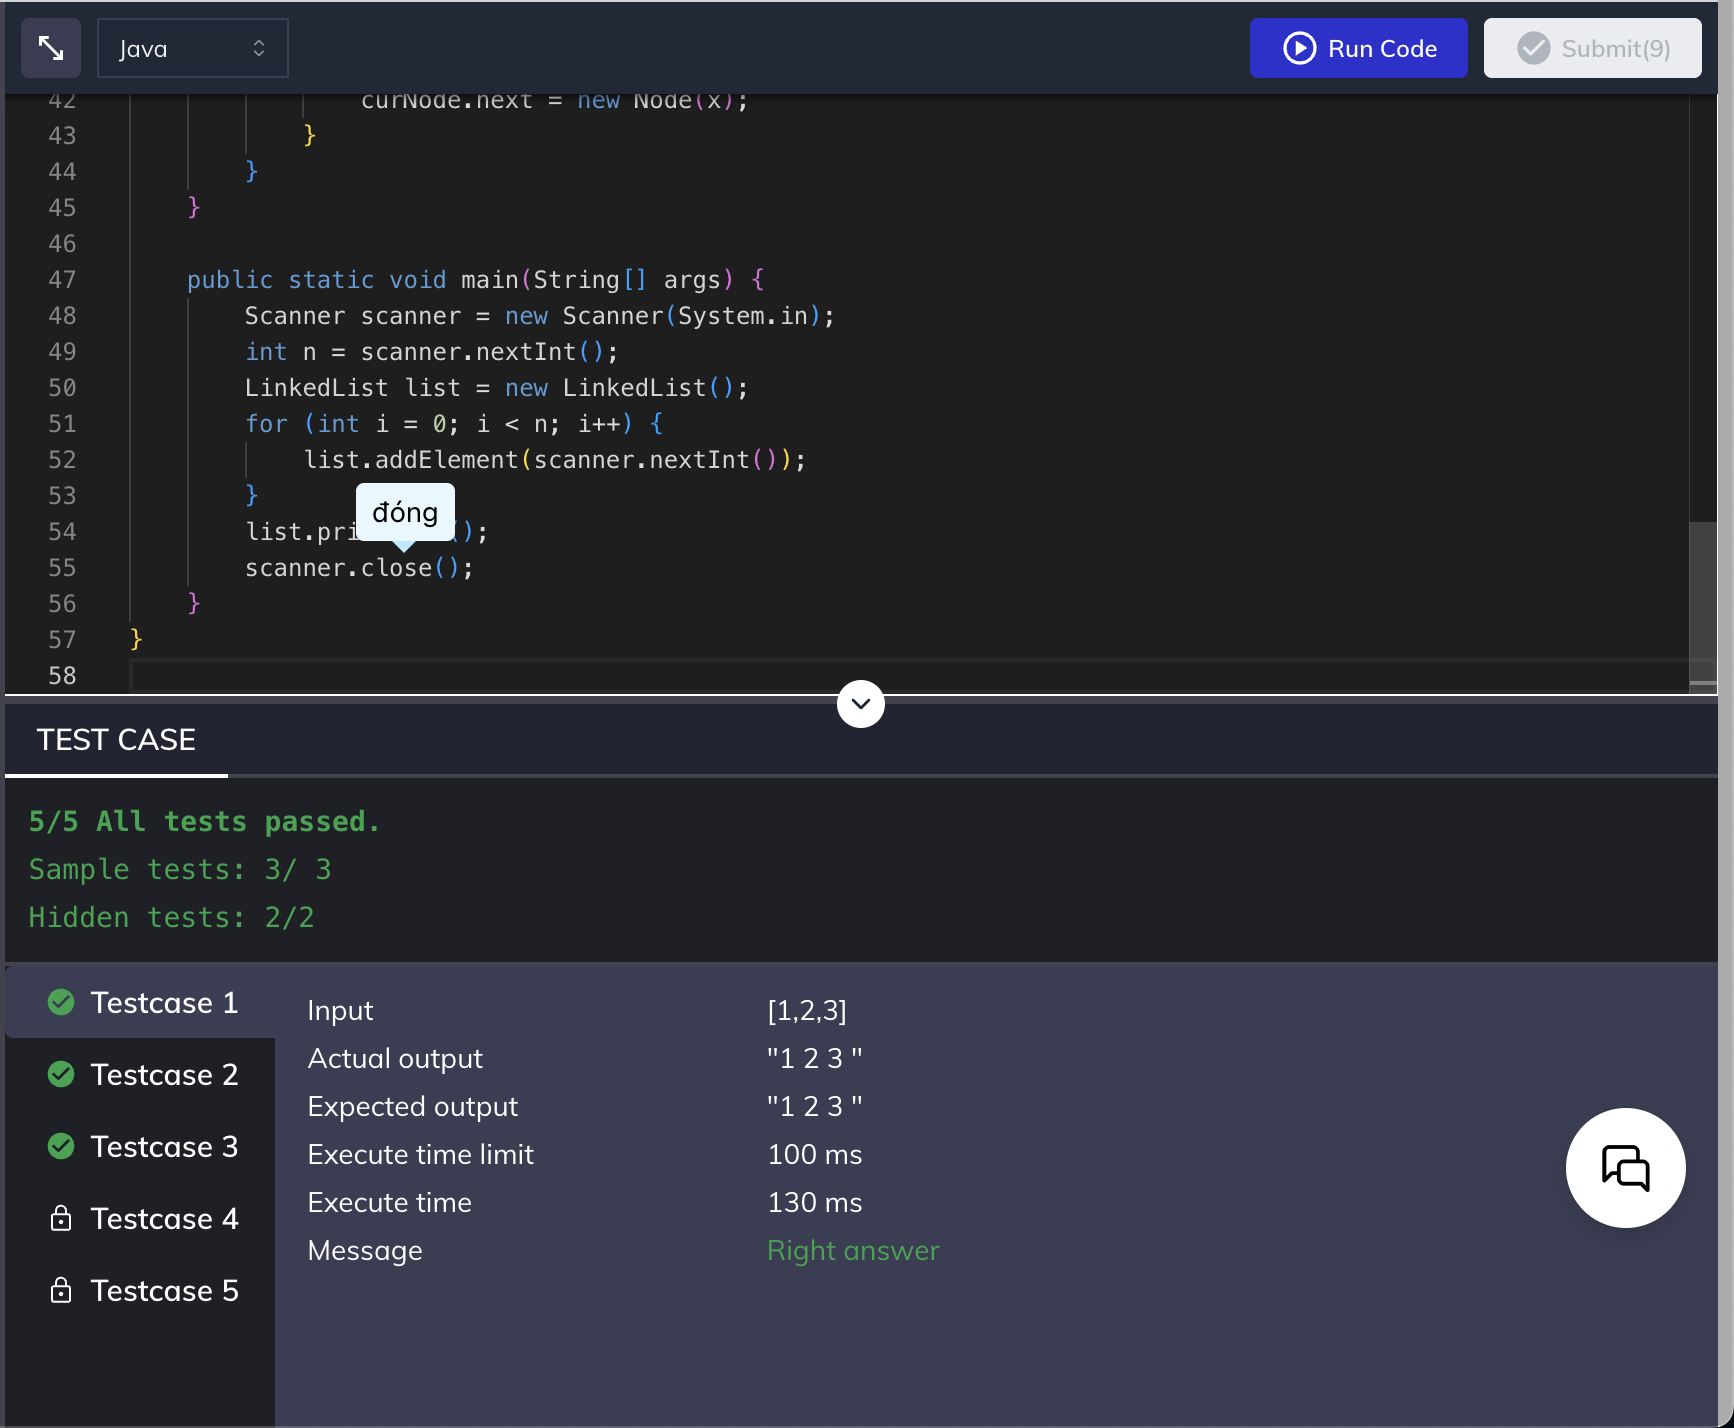 Java
Run Code
Submit(9)
42 curNode.next = new Node(x);
43 }
44 }
45 }
46
47 public static void main(String[] args) {
48 Scanner scanner = new Scanner(System.in);
49 int n = scanner.nextInt();
50 LinkedList list = new LinkedList();
51 for (int i = 0; i < n; i++) {
52 list.addElement(scanner.nextInt());
53 }
đóng
54 list.pri ();
55 scanner.close();
56 }
57 }
58
TEST CASE
5/5 All tests passed.
Sample tests: 3/ 3
Hidden tests: 2/2
Testcase 1
Testcase 2
Testcase 3
Testcase 4
Testcase 5
Input [1,2,3]
Actual output "1 2 3 "
Expected output "1 2 3 "
Execute time limit 100 ms
Execute time 130 ms
Message Right answer